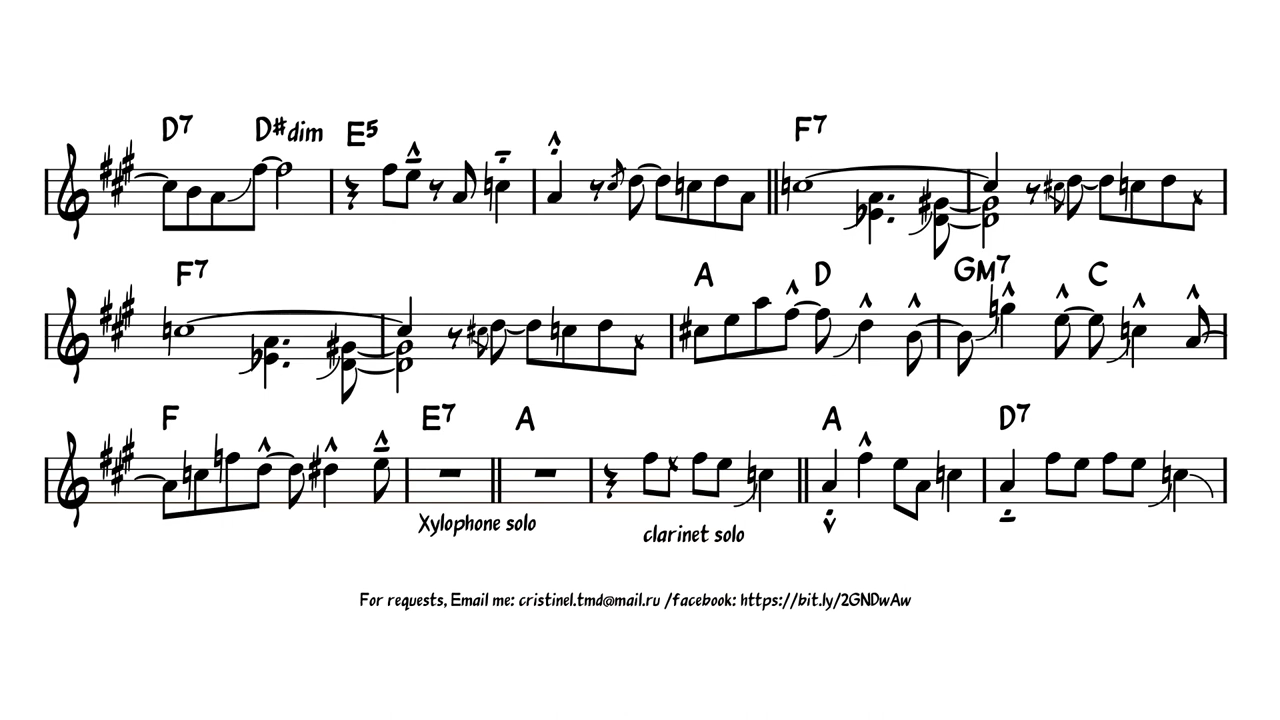 D7 D#dim E5 F7
F7 A D GM7 C
F E7 A A D7
Xylophone solo
clarinet solo
For requests, Email me: cristinel.tmd@mail.ru /facebook: https://bit.ly/2GNDwAw